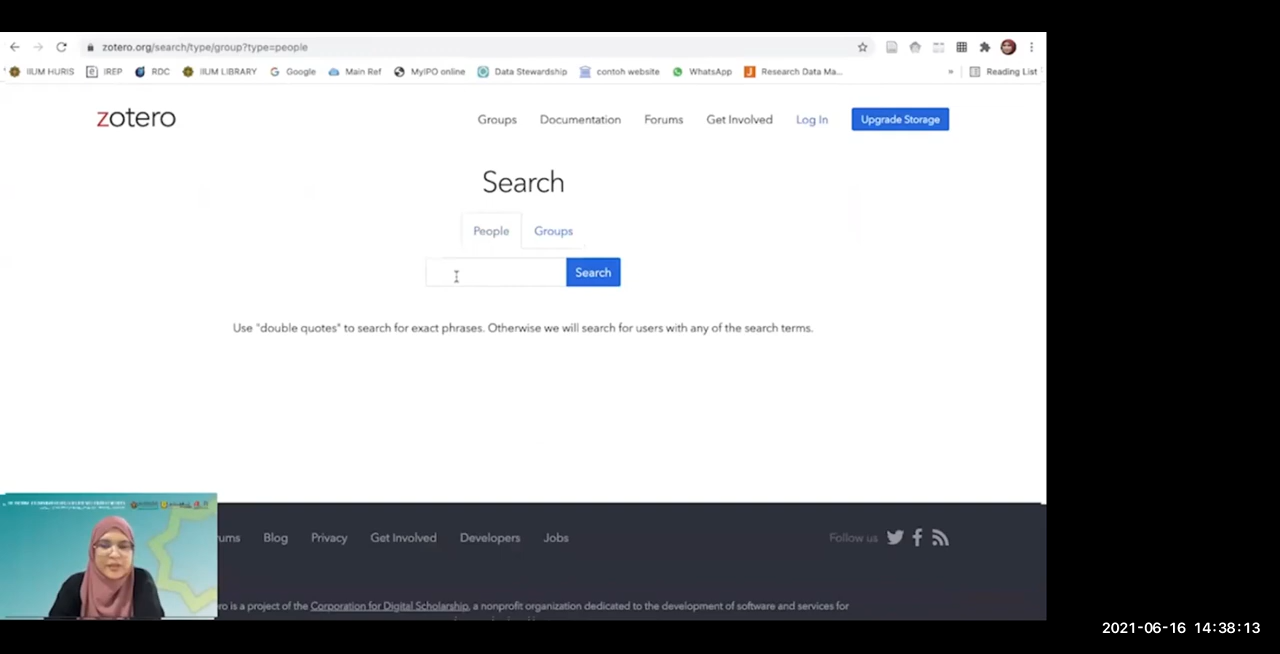 zotero.org/search/type/group?type=people
IIUM HURIS IREP RDC IIUM LIBRARY Google Main Ref MyIPO online Data Stewardship contoh website WhatsApp Research Data Ma... » Reading List
zotero Groups Documentation Forums Get Involved Log In Upgrade Storage
Search
People Groups
Search
Use "double quotes" to search for exact phrases. Otherwise we will search for users with any of the search terms.
ums Blog Privacy Get Involved Developers Jobs Follow us
ro is a project of the Corporation for Digital Scholarship, a nonprofit organization dedicated to the development of software and services for
2021-06-16 14:38:13